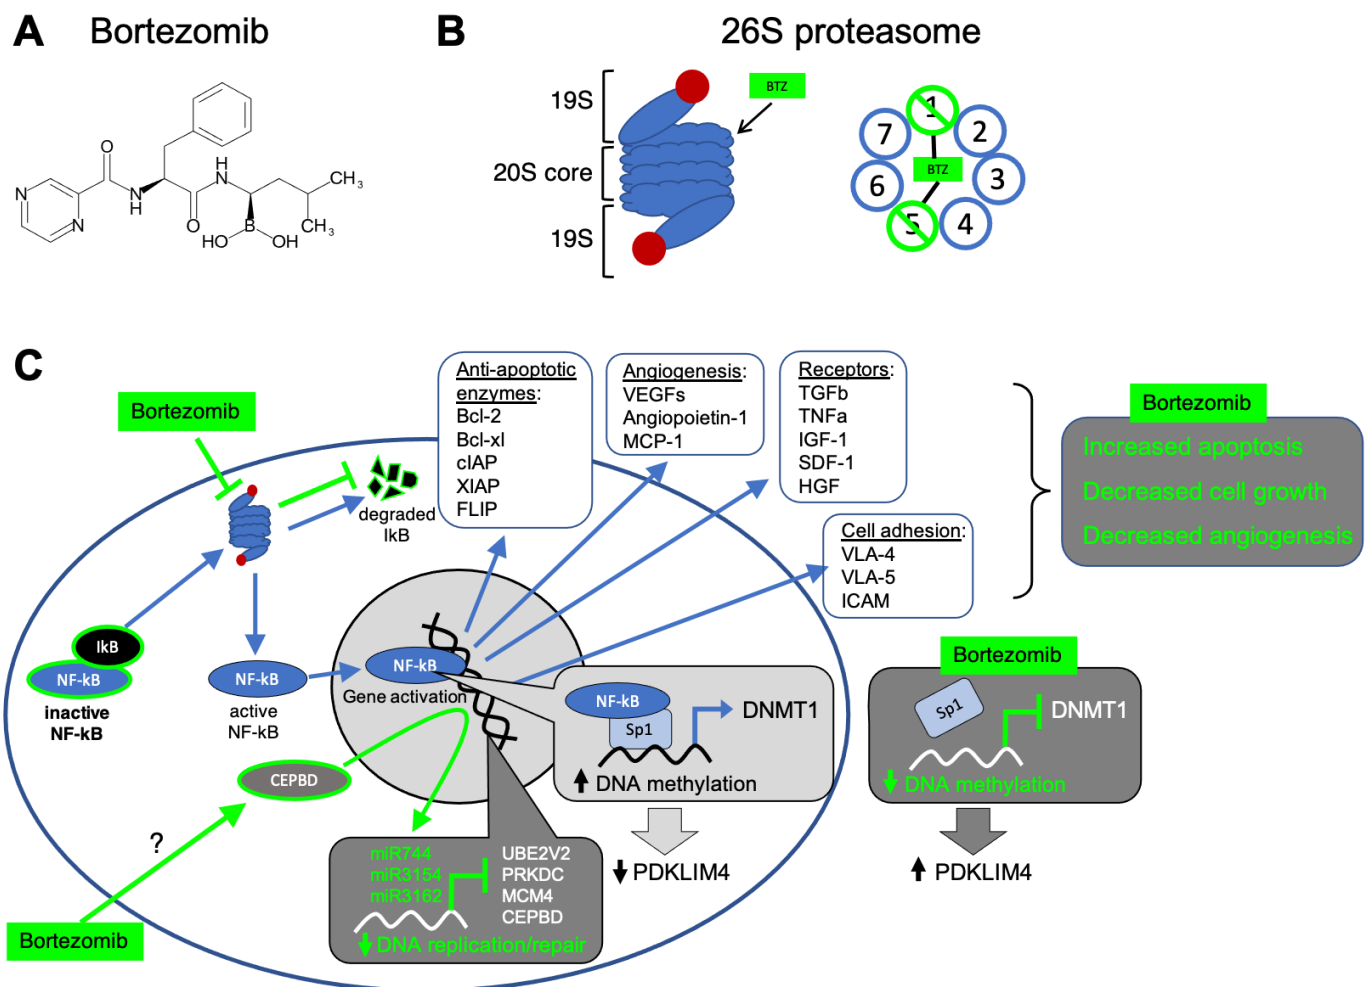 A Bortezomib
O
N
N
N
H
O
H
N
B
HO OH
CH3
CH3
B 26S proteasome
19S
20S core
19S
BTZ
1
2
3
4
5
6
7
BTZ
C
Bortezomib
degraded
IkB
IkB
NF-kB
inactive
NF-kB
NF-kB
active
NF-kB
NF-kB
Gene activation
CEPBD
?
Bortezomib
Anti-apoptotic
enzymes:
Bcl-2
Bcl-xl
cIAP
XIAP
FLIP
Angiogenesis:
VEGFs
Angiopoietin-1
MCP-1
Receptors:
TGFb
TNFa
IGF-1
SDF-1
HGF
Cell adhesion:
VLA-4
VLA-5
ICAM
Bortezomib
Increased apoptosis
Decreased cell growth
Decreased angiogenesis
NF-kB
Sp1
DNMT1
DNA methylation
PDKLIM4
Bortezomib
Sp1
DNMT1
DNA methylation
PDKLIM4
miR744
miR3154
miR3162
UBE2V2
PRKDC
MCM4
CEPBD
DNA replication/repair